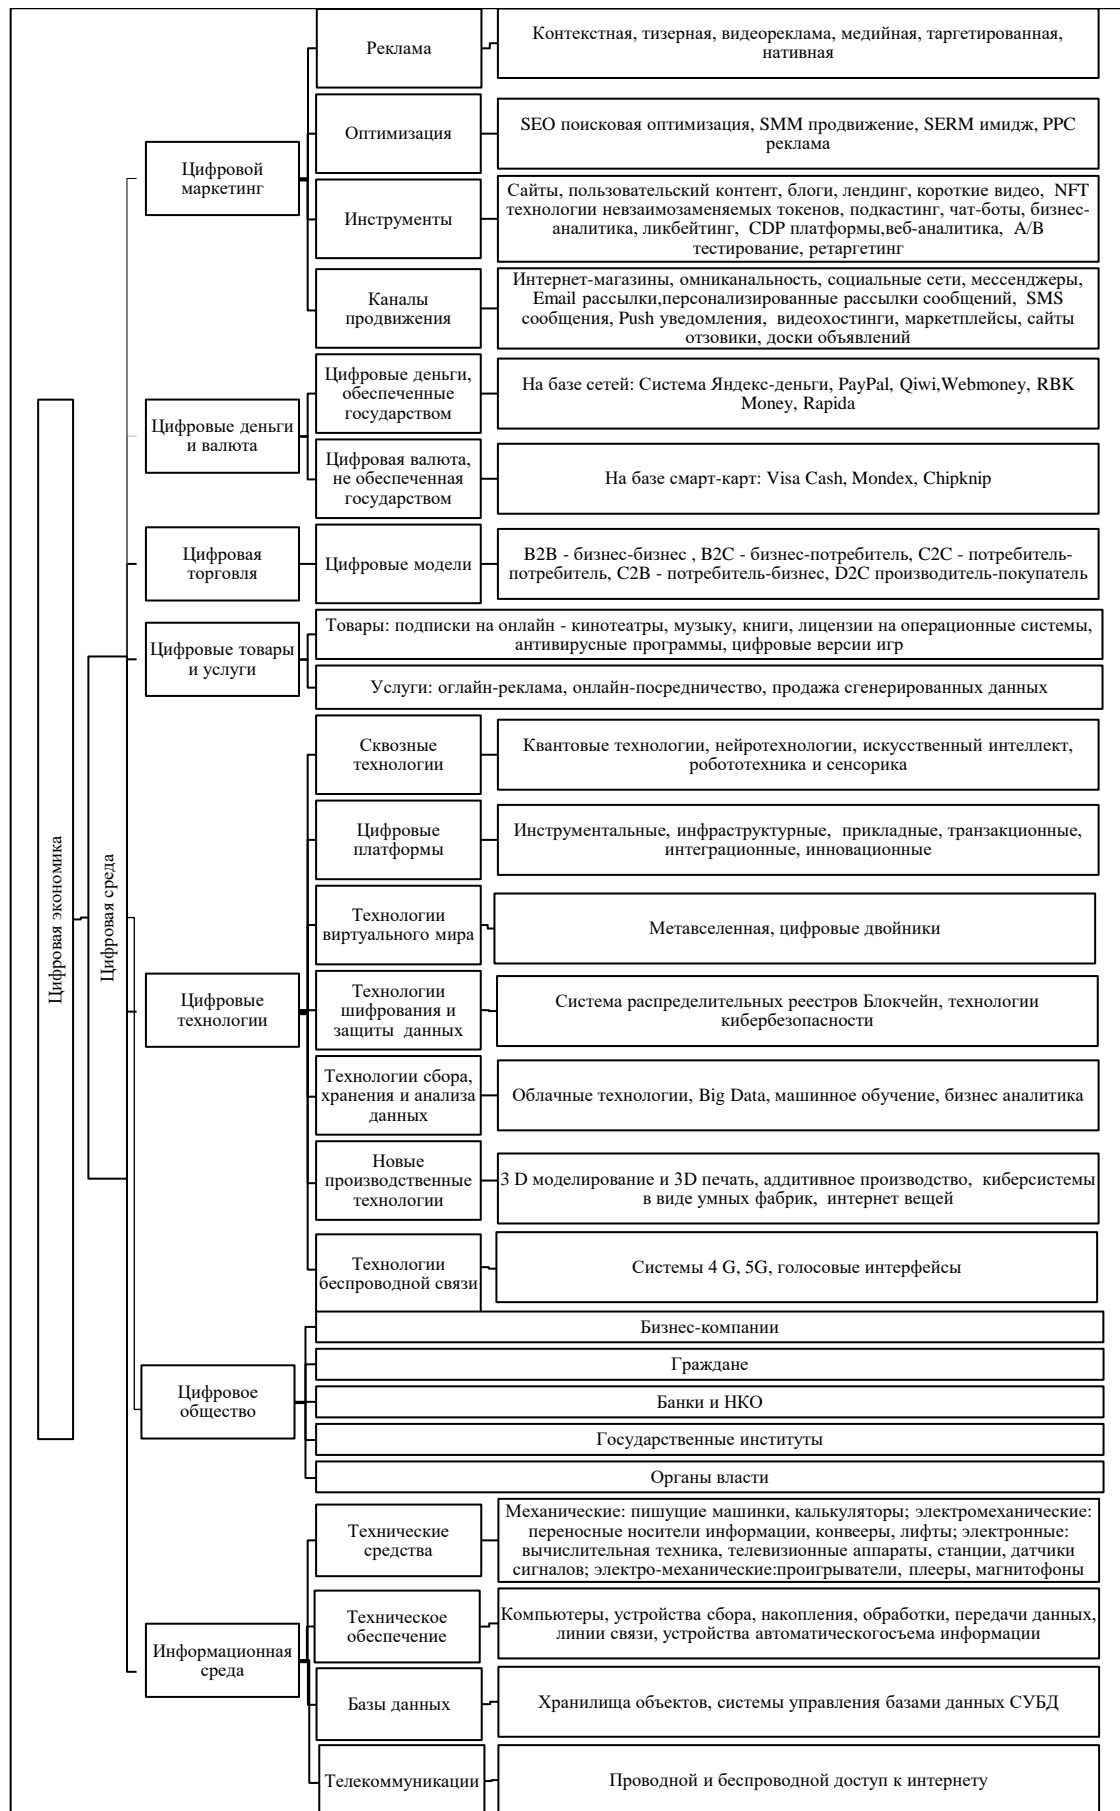 Цифровая экономика
Цифровая среда
Цифровой
маркетинг
Реклама
Контекстная, тизерная, видеореклама, медийная, таргетированная,
нативная
Оптимизация
SEO поисковая оптимизация, SMM продвижение, SERM имидж, PPC
реклама
Инструменты
Сайты, пользовательский контент, блоги, лендинг, короткие видео, NFT
технологии невзаимозаменяемых токенов, подкастинг, чат-боты, бизнес-
аналитика, ликбейтинг, CDP платформы,веб-аналитика, A/B
тестирование, ретаргетинг
Каналы
продвижения
Интернет-магазины, омниканальность, социальные сети, мессенджеры,
Email рассылки,персонализированные рассылки сообщений, SMS
сообщения, Push уведомления, видеохостинги, маркетплейсы, сайты
отзовики, доски объявлений
Цифровые деньги
и валюта
Цифровые деньги,
обеспеченные
государством
На базе сетей: Система Яндекс-деньги, PayPal, Qiwi,Webmoney, RBK
Money, Rapida
Цифровая валюта,
не обеспеченная
государством
На базе смарт-карт: Visa Cash, Mondex, Chipknip
Цифровая
торговля
Цифровые модели
B2B - бизнес-бизнес , B2C - бизнес-потребитель, C2C - потребитель-
потребитель, C2B - потребитель-бизнес, D2C производитель-покупатель
Цифровые товары
и услуги
Товары: подписки на онлайн - кинотеатры, музыку, книги, лицензии на операционные системы,
антивирусные программы, цифровые версии игр
Услуги: оглайн-реклама, онлайн-посредничество, продажа сгенерированных данных
Цифровые
технологии
Сквозные
технологии
Квантовые технологии, нейротехнологии, искусственный интеллект,
робототехника и сенсорика
Цифровые
платформы
Инструментальные, инфраструктурные, прикладные, транзакционные,
интеграционные, инновационные
Технологии
виртуального мира
Метавселенная, цифровые двойники
Технологии
шифрования и
защиты данных
Система распределительных реестров Блокчейн, технологии
кибербезопасности
Технологии сбора,
хранения и анализа
данных
Облачные технологии, Big Data, машинное обучение, бизнес аналитика
Новые
производственные
технологии
3 D моделирование и 3D печать, аддитивное производство, киберсистемы
в виде умных фабрик, интернет вещей
Технологии
беспроводной связи
Системы 4 G, 5G, голосовые интерфейсы
Цифровое
общество
Бизнес-компании
Граждане
Банки и НКО
Государственные институты
Органы власти
Информационная
среда
Технические
средства
Механические: пишущие машинки, калькуляторы; электромеханические:
переносные носители информации, конвееры, лифты; электронные:
вычислительная техника, телевизионные аппараты, станции, датчики
сигналов; электро-механические:проигрыватели, плееры, магнитофоны
Техническое
обеспечение
Компьютеры, устройства сбора, накопления, обработки, передачи данных,
линии связи, устройства автоматическогосъема информации
Базы данных
Хранилища объектов, системы управления базами данных СУБД
Телекоммуникации
Проводной и беспроводной доступ к интернету